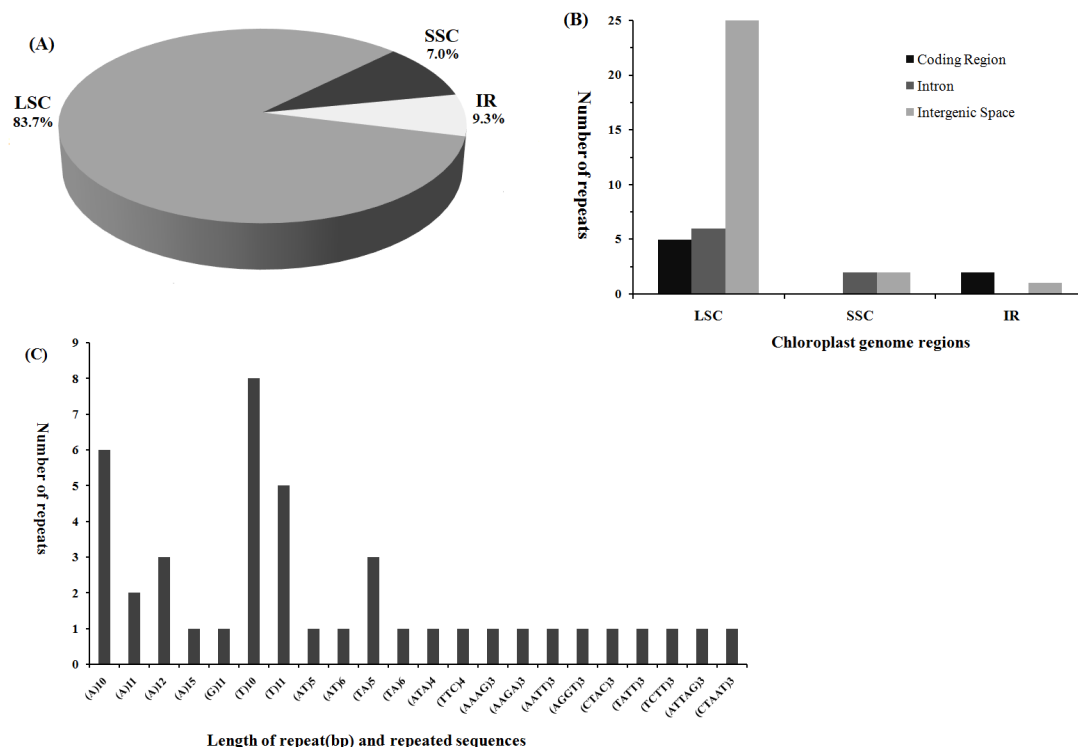 (A)
SSC
7.0%
LSC
83.7%
IR
9.3%
(B)
Number of repeats
25
20
15
10
5
0
Coding Region
Intron
Intergenic Space
LSC
SSC
IR
Chloroplast genome regions
(C)
Number of repeats
9
8
7
6
5
4
3
2
1
0
(A)10
(A)11
(A)12
(A)15
(G)11
(T)10
(T)11
(AT)5
(AT)6
(TA)5
(TA)6
(ATA)4
(TTC)4
(AAAG)3
(AAGA)3
(AATT)3
(AGGT)3
(CTAC)3
(TATT)3
(TCTT)3
(ATTAG)3
(CTAAT)3
Length of repeat(bp) and repeated sequences